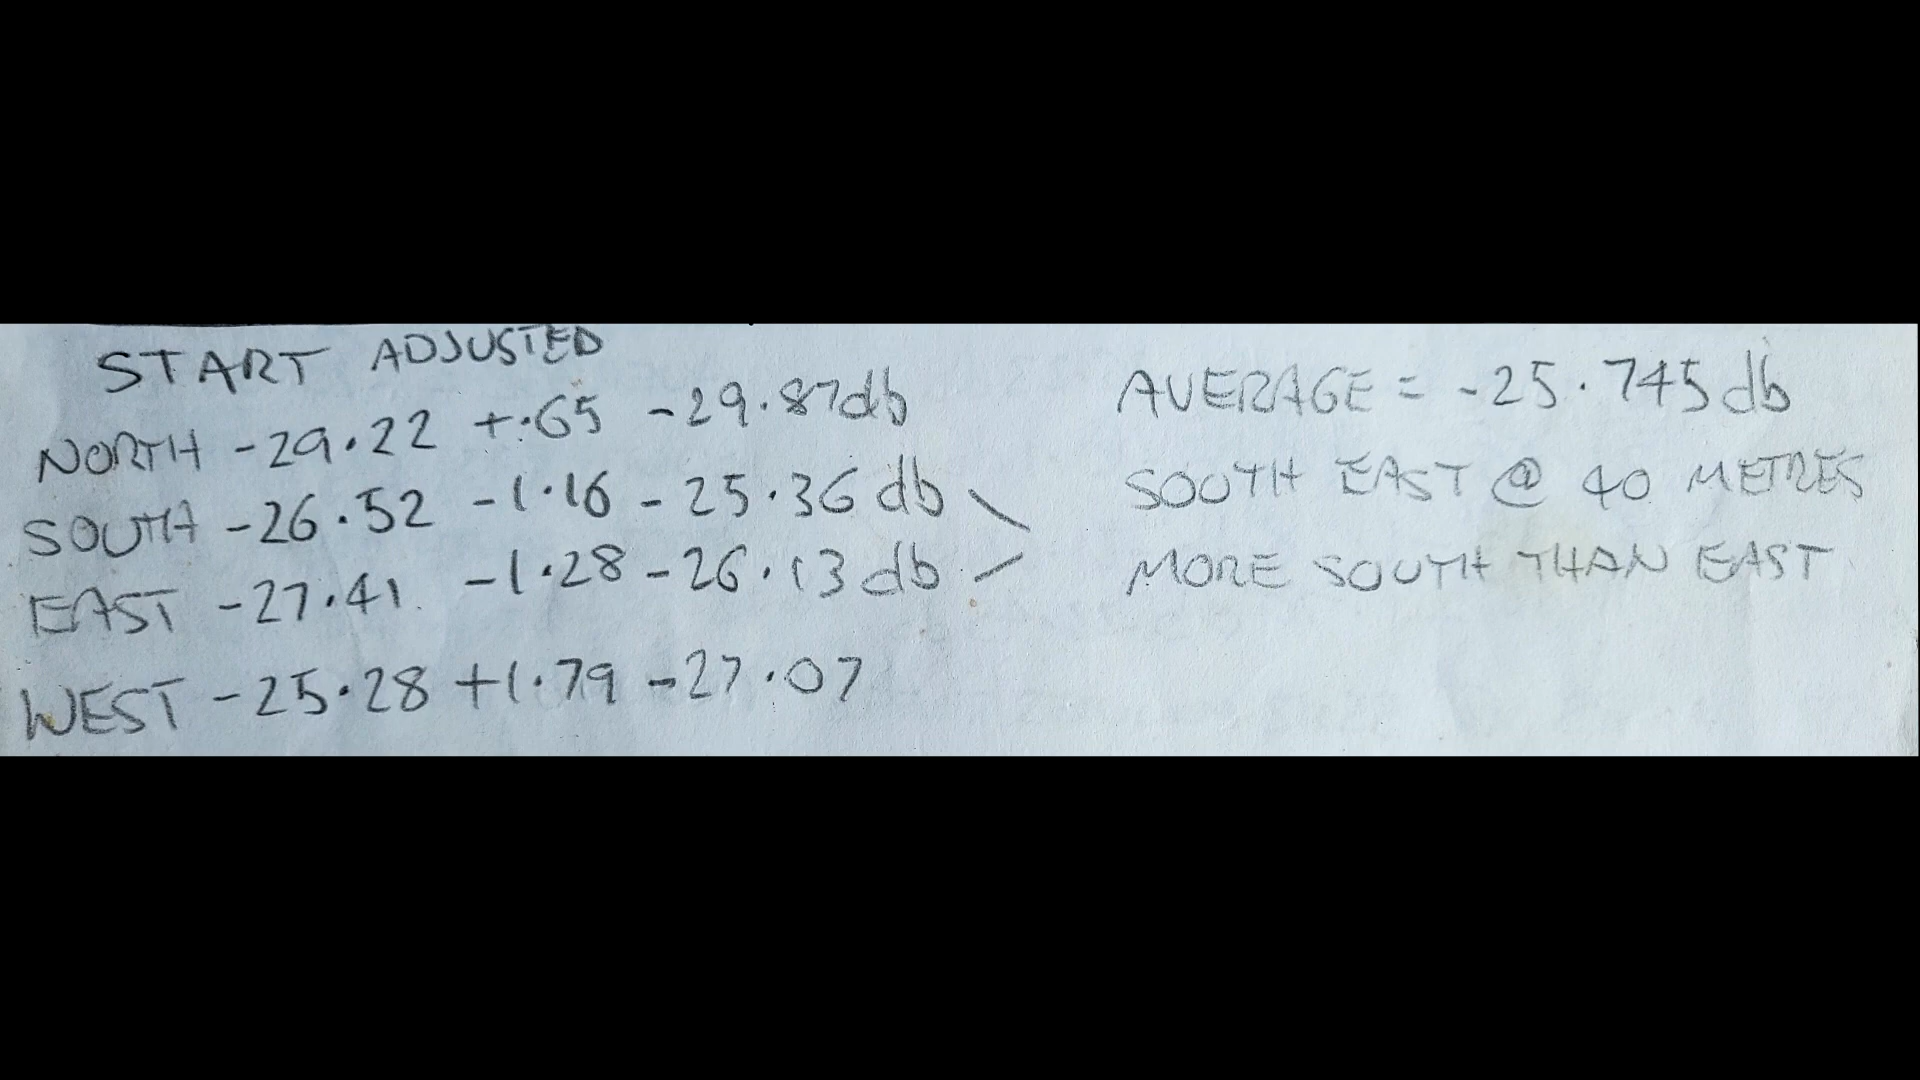 START ADJUSTED
NORTH -29.22 +.65 -29.87db
SOUTH -26.52 -1.16 -25.36 db
EAST -27.41 -1.28 -26.13 db
WEST -25.28 +1.79 -27.07
AVERAGE = -25.745db
SOUTH EAST @ 40 METRES
MORE SOUTH THAN EAST